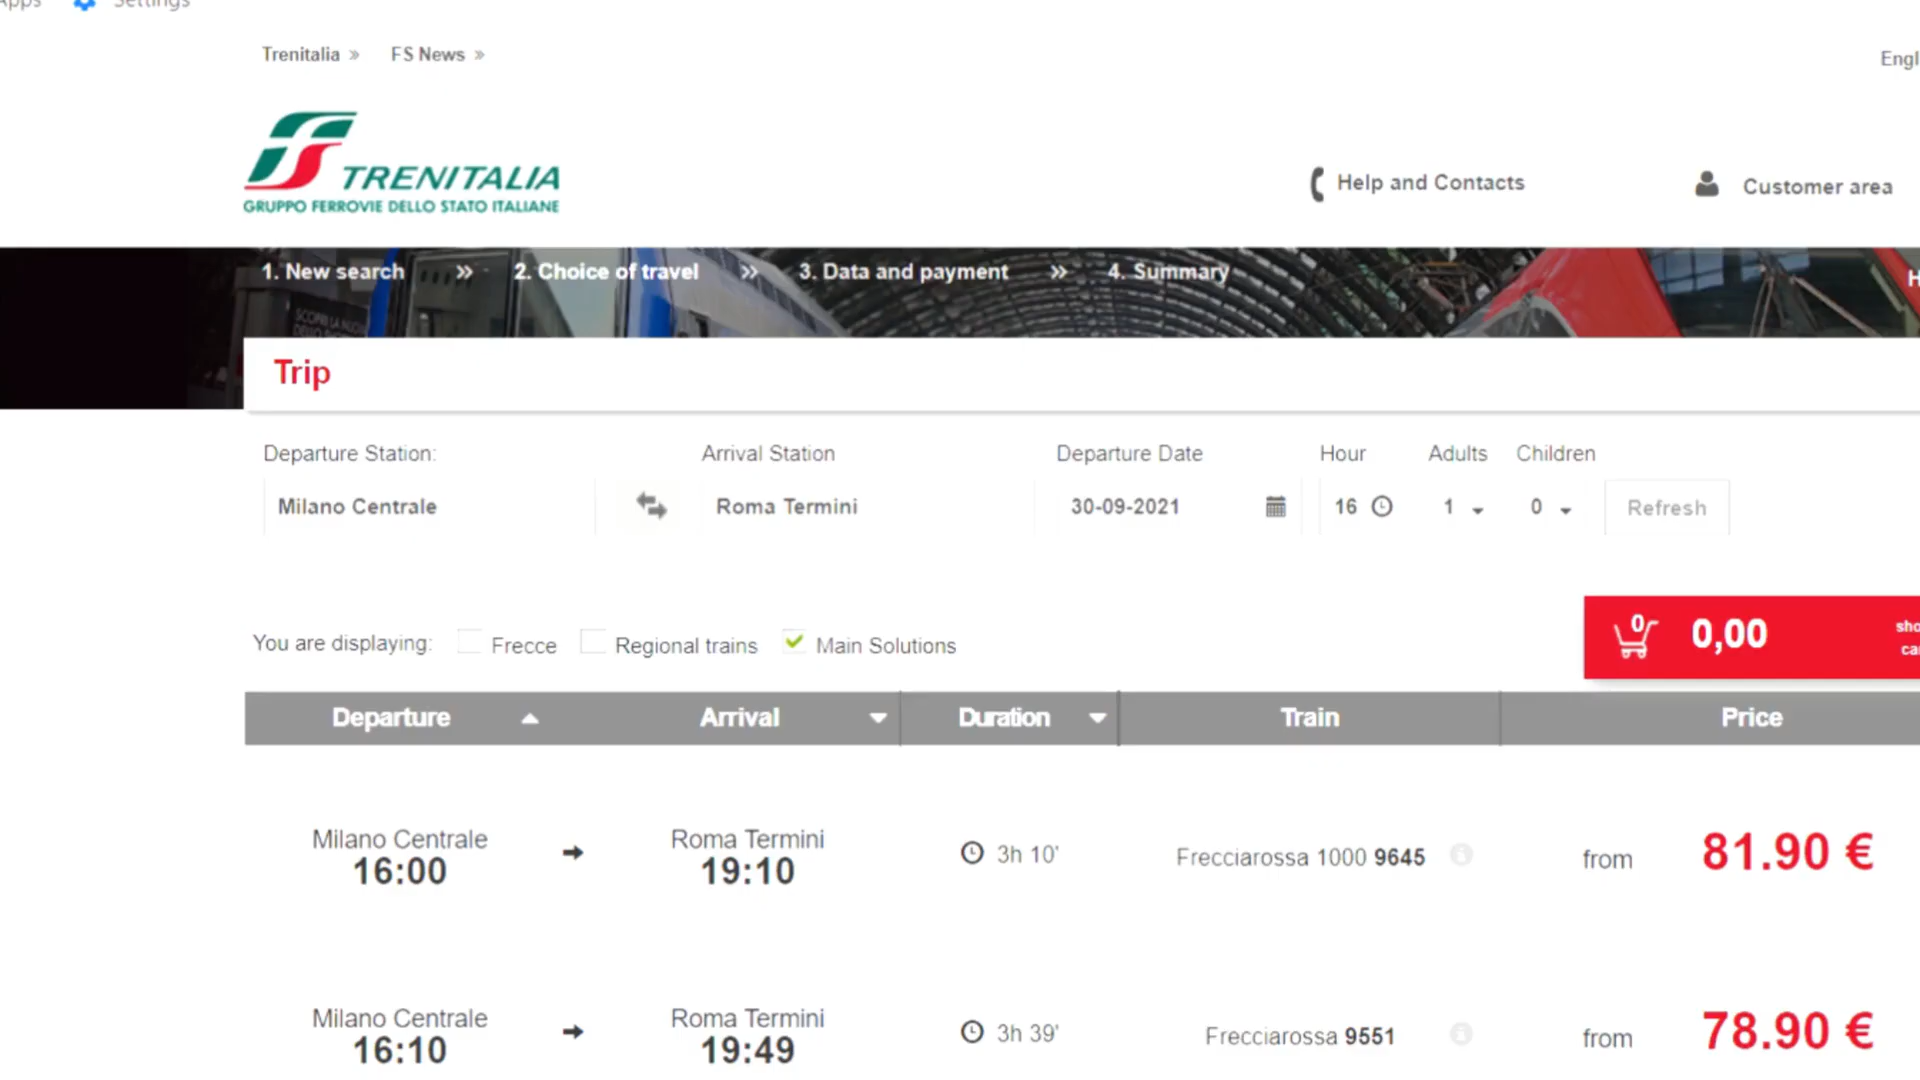 Apps Settings
Trenitalia » FS News »
Engl
TRENITALIA
GRUPPO FERROVIE DELLO STATO ITALIANE
Help and Contacts Customer area
1. New search » 2. Choice of travel » 3. Data and payment » 4. Summary H
Trip
Departure Station: Arrival Station Departure Date Hour Adults Children
Milano Centrale Roma Termini 30-09-2021 16 1 0 Refresh
You are displaying: Frecce Regional trains Main Solutions
0 0,00 sho
ca
Departure Arrival Duration Train Price
Milano Centrale Roma Termini
16:00 19:10 3h 10' Frecciarossa 1000 9645 from 81.90 €
Milano Centrale Roma Termini
16:10 19:49 3h 39' Frecciarossa 9551 from 78.90 €